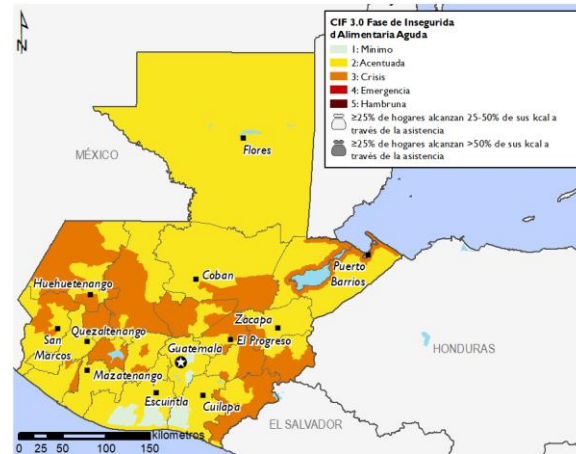 CIF 3.0 Fase de Insegurida
d Alimentaria Aguda
1: Mínimo
2: Acentuada
3: Crisis
4: Emergencia
5: Hambruna
≥25% de hogares alcanzan 25-50% de sus kcal a
través de la asistencia
≥25% de hogares alcanzan >50% de sus kcal a
través de la asistencia
N
MÉXICO
Flores
Puerto
Barrios
Coban
Huehuetenango
Zacapa
San
Marcos
Quezaltenango
El Progreso
Guatemala
HONDURAS
Mazatenango
Escuintla
Cuilapa
EL SALVADOR
kilometros
0 25 50 100 150